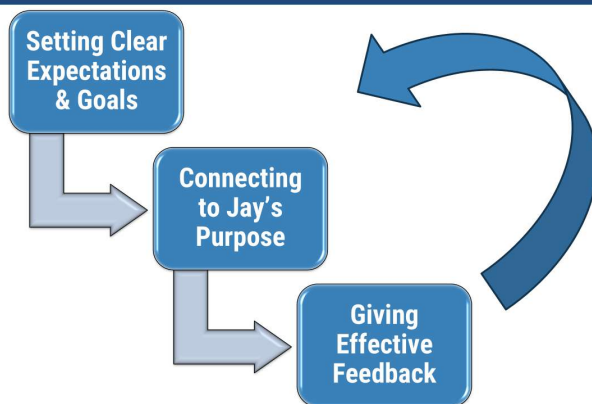 Setting Clear
Expectations
& Goals
Connecting
to Jay's
Purpose
Giving
Effective
Feedback